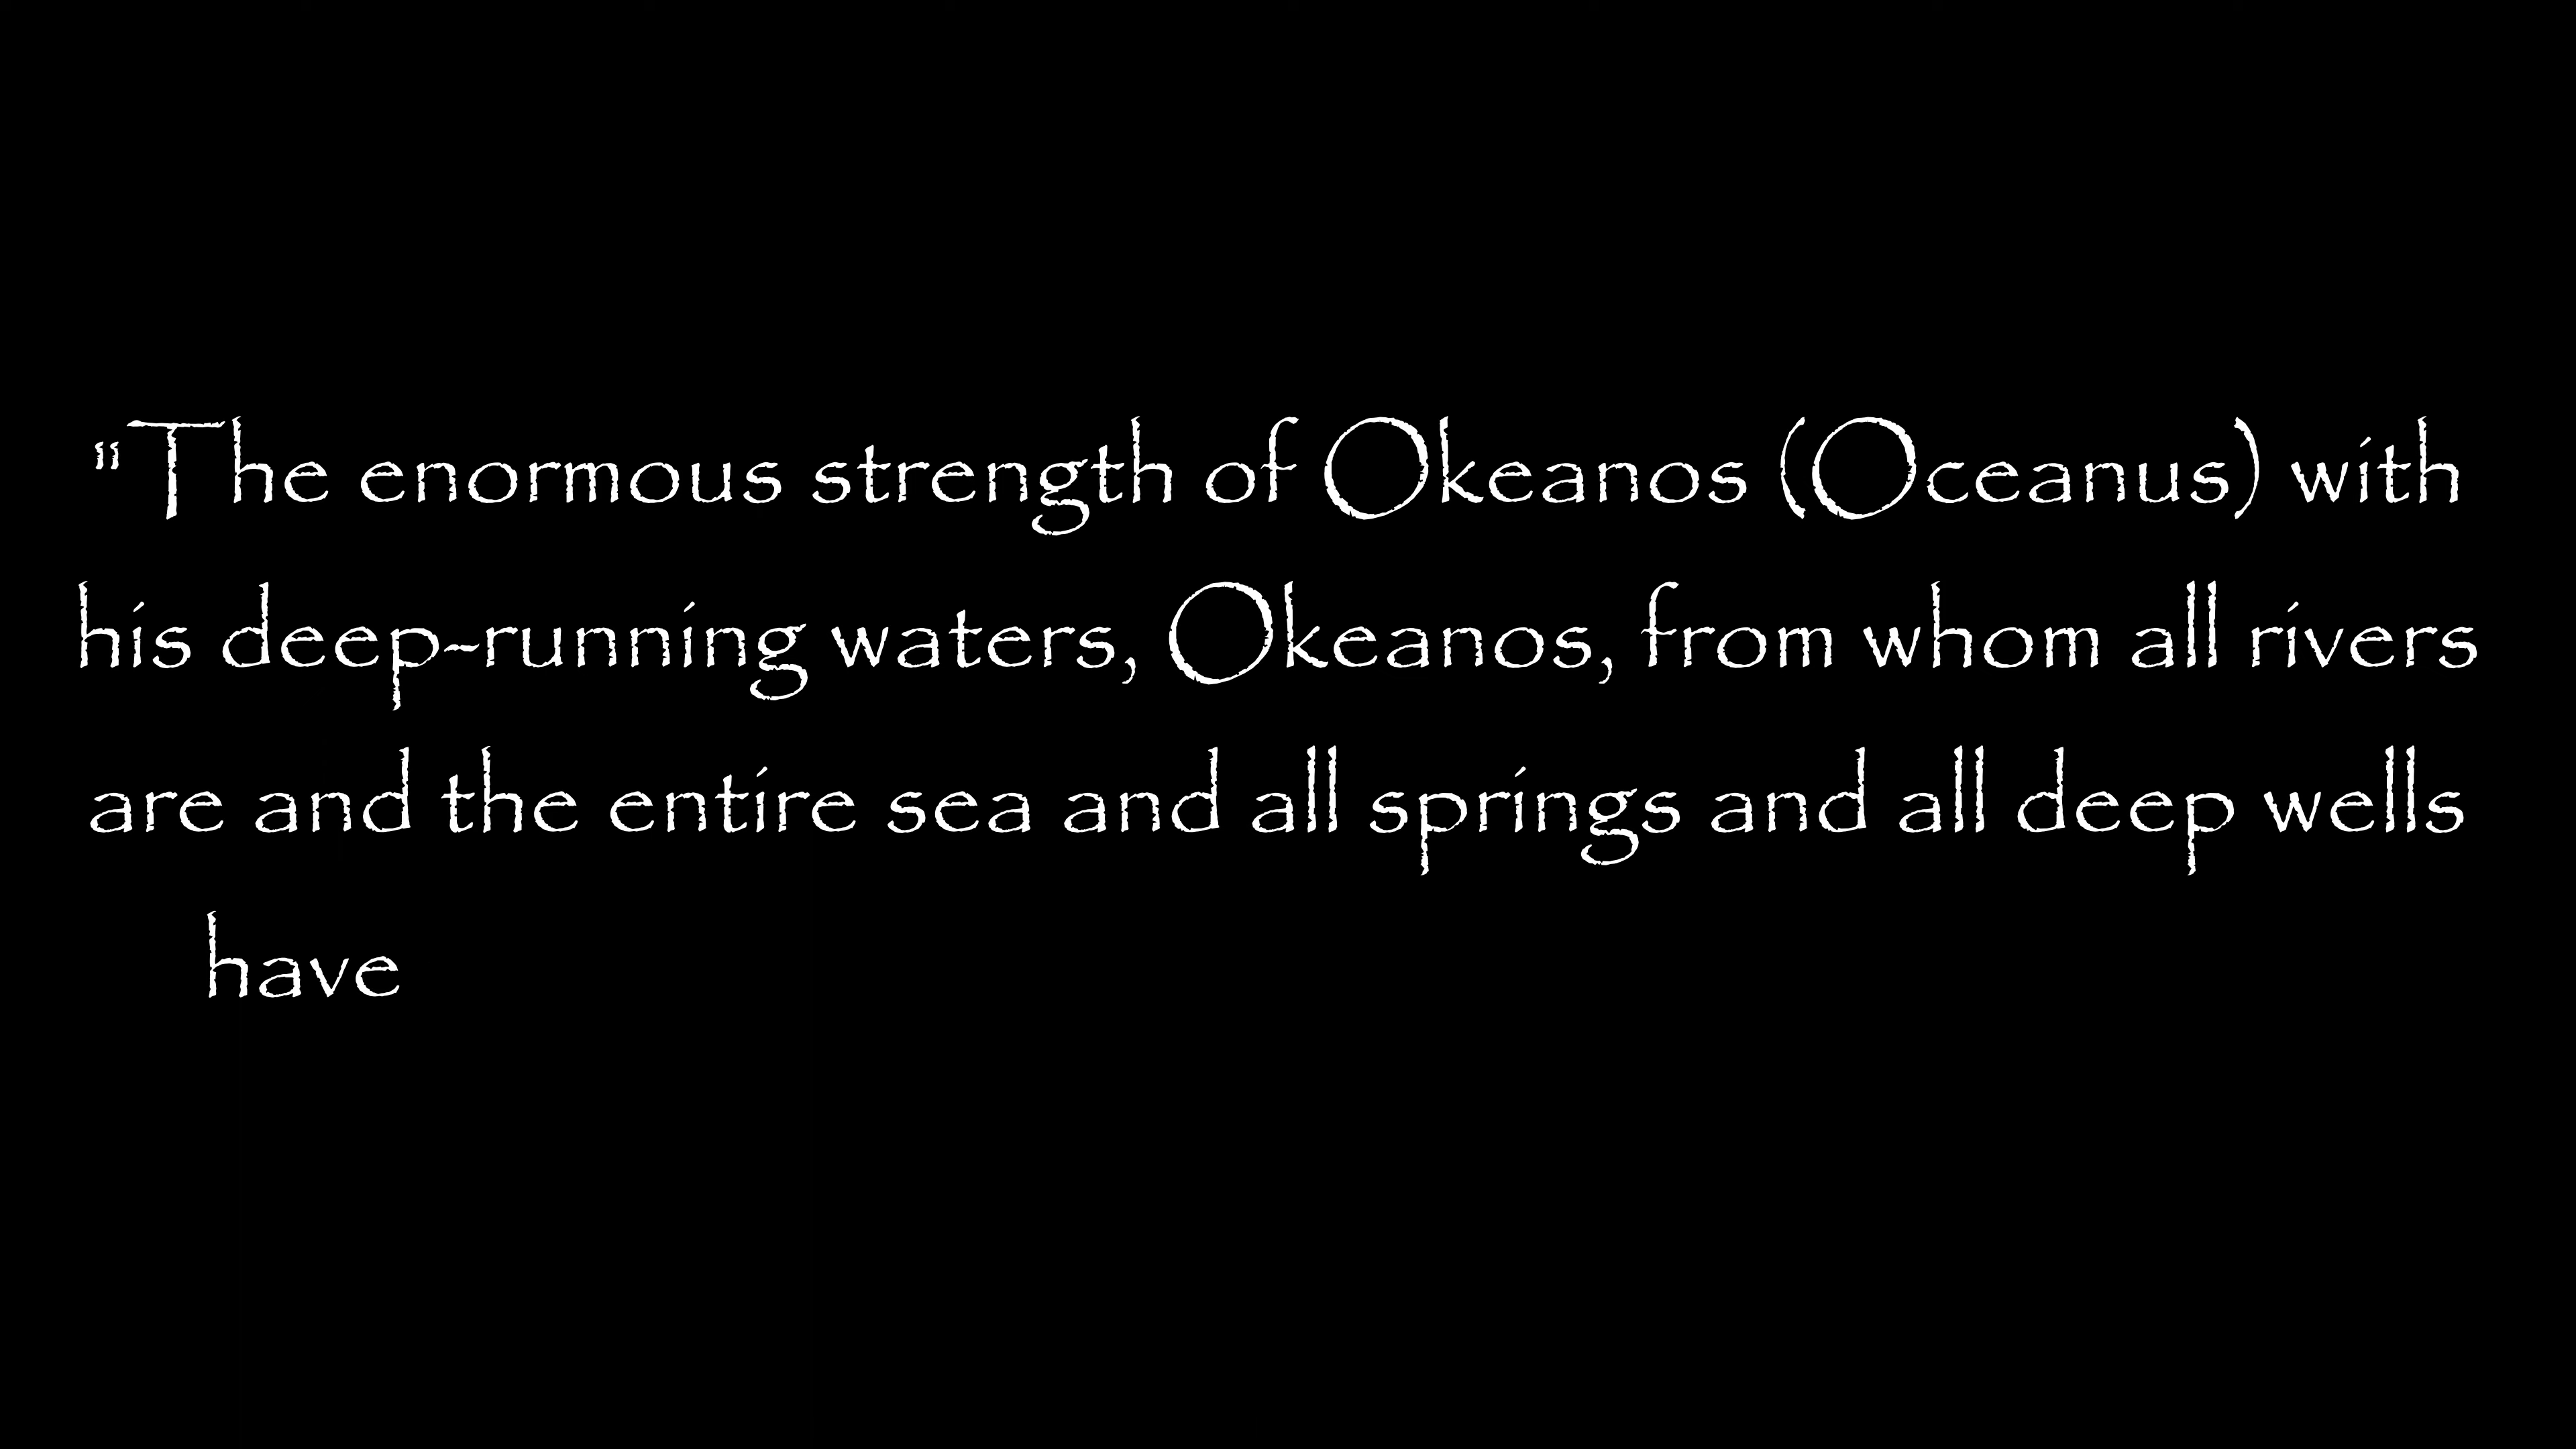 "The enormous strength of Okeanos (Oceanus) with
his deep-running waters, Okeanos, from whom all rivers
are and the entire sea and all springs and all deep wells
have